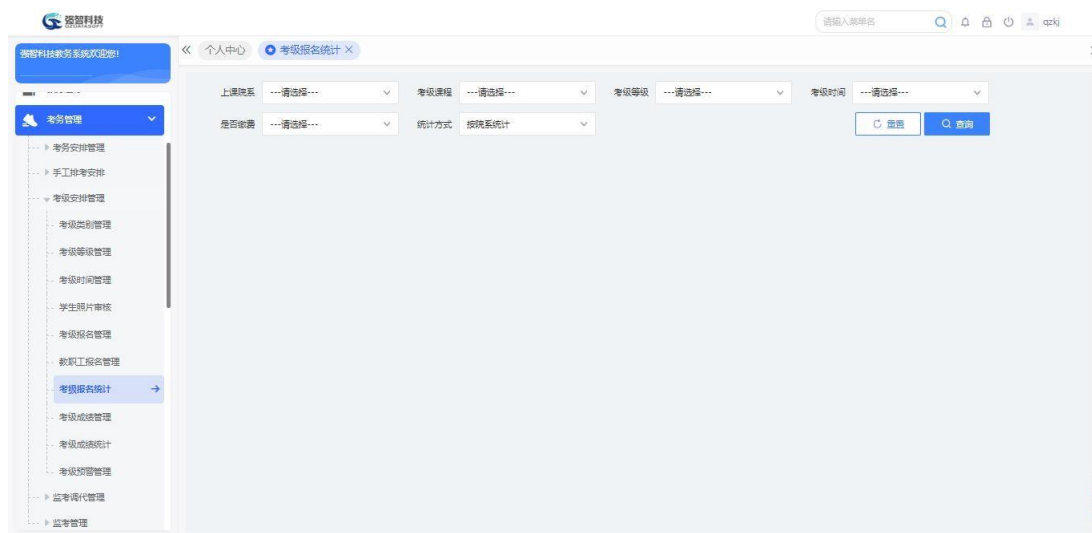 强智科技
QZDATASOFT
请输入菜单名
qzkj
强智科技教务系统欢迎您!
个人中心
考级报名统计
上课院系 ---请选择---
考级课程 ---请选择---
考级等级 ---请选择---
考级时间 ---请选择---
是否缴费 ---请选择---
统计方式 按院系统计
重置
查询
考务管理
考务安排管理
手工排考安排
考级安排管理
考级类别管理
考级等级管理
考级时间管理
学生照片审核
考级报名管理
教职工报名管理
考级报名统计
考级成绩管理
考级成绩统计
考级预警管理
监考调代管理
监考管理